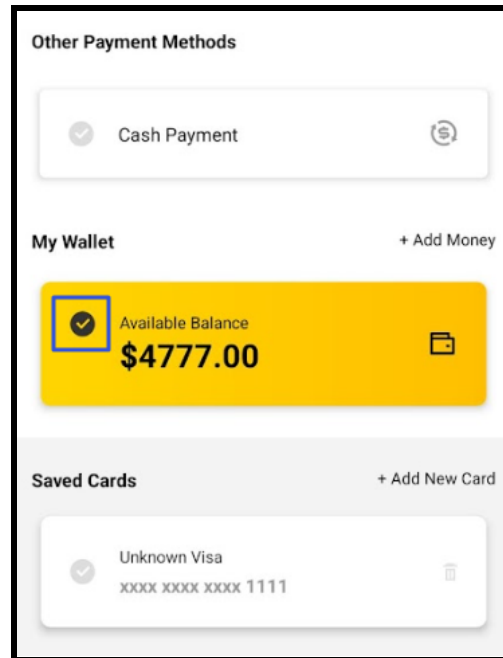 Other Payment Methods
Cash Payment
My Wallet
+ Add Money
Available Balance
$4777.00
Saved Cards
+ Add New Card
Unknown Visa
xxxx xxxx xxxx 1111